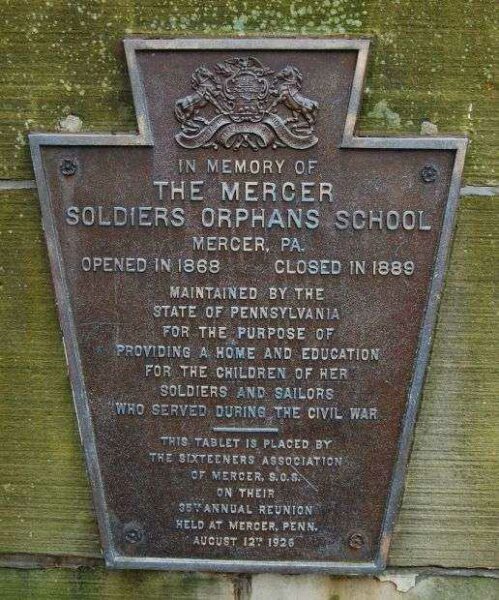 IN MEMORY OF
THE MERCER
SOLDIERS ORPHANS SCHOOL
MERCER, PA.
OPENED IN 1868 CLOSED IN 1889
MAINTAINED BY THE
STATE OF PENNSYLVANIA
FOR THE PURPOSE OF
PROVIDING A HOME AND EDUCATION
FOR THE CHILDREN OF HER
SOLDIERS AND SAILORS
WHO SERVED DURING THE CIVIL WAR
THIS TABLET IS PLACED BY
THE SIXTEENERS ASSOCIATION
OF MERCER, S.O.S.
ON THEIR
35TH ANNUAL REUNION
HELD AT MERCER, PENN.
AUGUST 12TH 1926